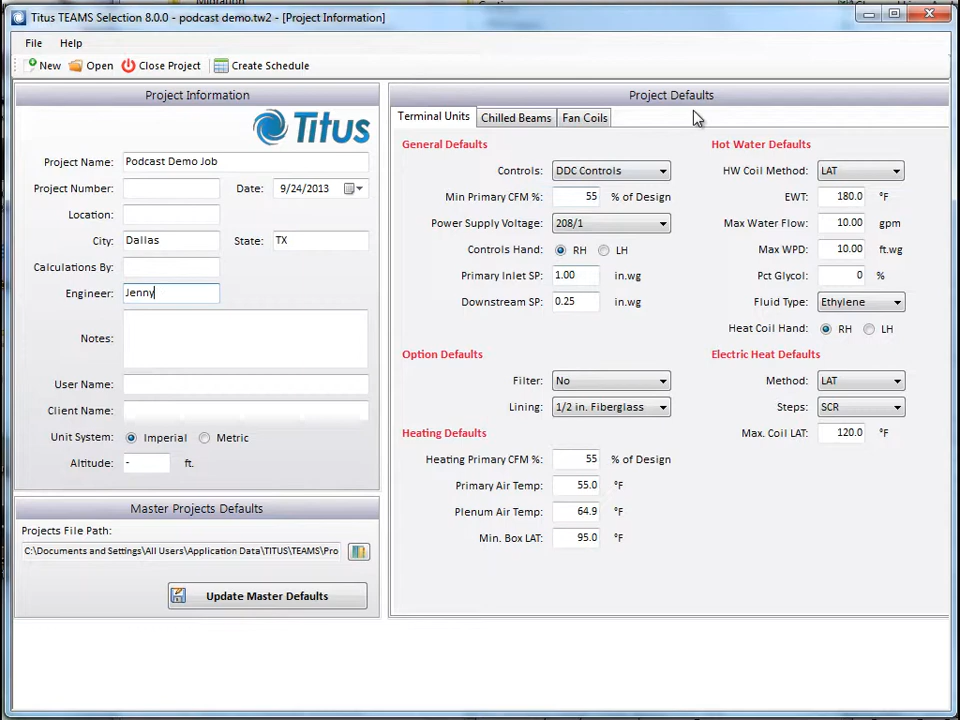 Titus TEAMS Selection 8.0.0 - podcast demo.tw2 - [Project Information]
File Help
New Open Close Project Create Schedule
Project Information
Titus
Project Name: Podcast Demo Job
Project Number: Date: 9/24/2013
Location:
City: Dallas State: TX
Calculations By:
Engineer: Jenny
Notes:
User Name:
Client Name:
Unit System: Imperial Metric
Altitude: - ft.
Master Projects Defaults
Projects File Path:
C:\Documents and Settings\All Users\Application Data\TITUS\TEAMS\Pro
Update Master Defaults
Project Defaults
Terminal Units Chilled Beams Fan Coils
General Defaults
Controls: DDC Controls
Min Primary CFM %: 55 % of Design
Power Supply Voltage: 208/1
Controls Hand: RH LH
Primary Inlet SP: 1.00 in.wg
Downstream SP: 0.25 in.wg
Option Defaults
Filter: No
Lining: 1/2 in. Fiberglass
Heating Defaults
Heating Primary CFM %: 55 % of Design
Primary Air Temp: 55.0 °F
Plenum Air Temp: 64.9 °F
Min. Box LAT: 95.0 °F
Hot Water Defaults
HW Coil Method: LAT
EWT: 180.0 °F
Max Water Flow: 10.00 gpm
Max WPD: 10.00 ft.wg
Pct Glycol: 0 %
Fluid Type: Ethylene
Heat Coil Hand: RH LH
Electric Heat Defaults
Method: LAT
Steps: SCR
Max. Coil LAT: 120.0 °F